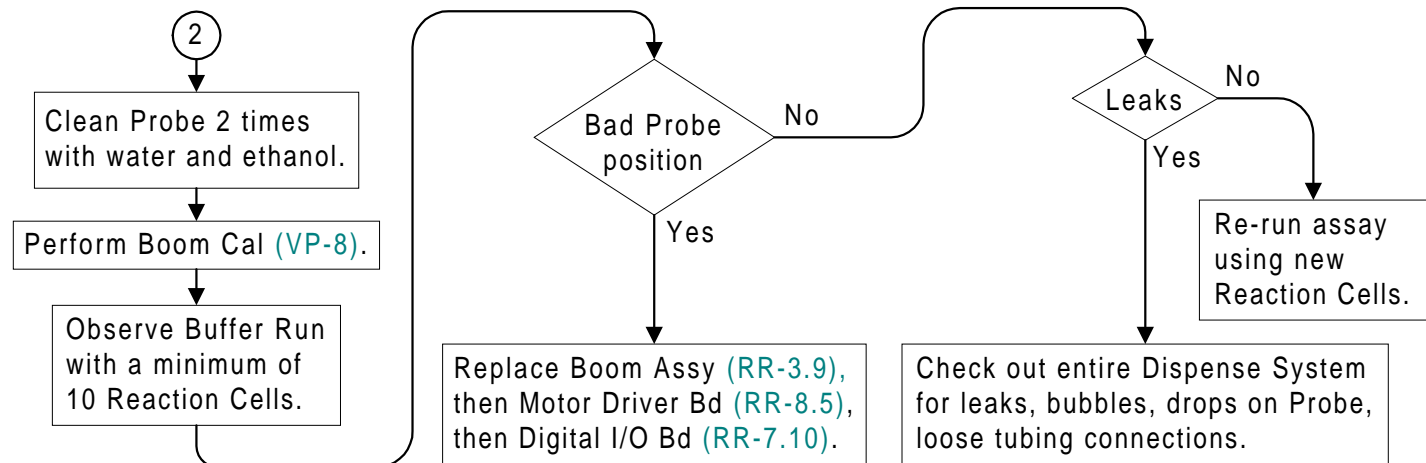 2
Clean Probe 2 times
with water and ethanol.
Perform Boom Cal (VP-8).
Observe Buffer Run
with a minimum of
10 Reaction Cells.
Bad Probe
position
No
Yes
Replace Boom Assy (RR-3.9),
then Motor Driver Bd (RR-8.5),
then Digital I/O Bd (RR-7.10).
Leaks
No
Yes
Re-run assay
using new
Reaction Cells.
Check out entire Dispense System
for leaks, bubbles, drops on Probe,
loose tubing connections.